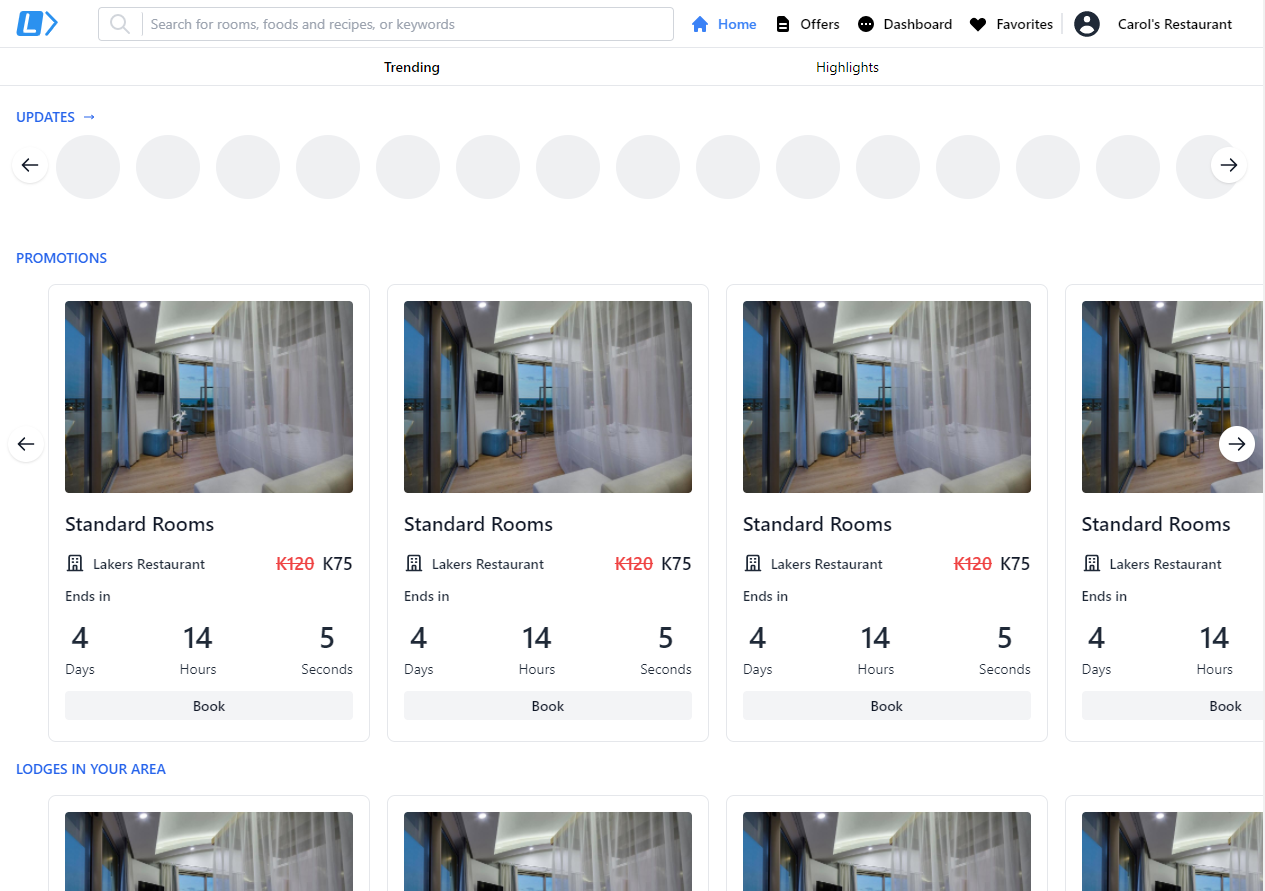 L
Search for rooms, foods and recipes, or keywords
Home
Offers
Dashboard
Favorites
Carol's Restaurant
Trending
Highlights
UPDATES →
PROMOTIONS
Standard Rooms
Lakers Restaurant K120 K75
Ends in
4 14 5
Days Hours Seconds
Book
Standard Rooms
Lakers Restaurant K120 K75
Ends in
4 14 5
Days Hours Seconds
Book
Standard Rooms
Lakers Restaurant K120 K75
Ends in
4 14 5
Days Hours Seconds
Book
Standard Rooms
Lakers Restaurant
Ends in
4 14
Days Hours
Book
LODGES IN YOUR AREA